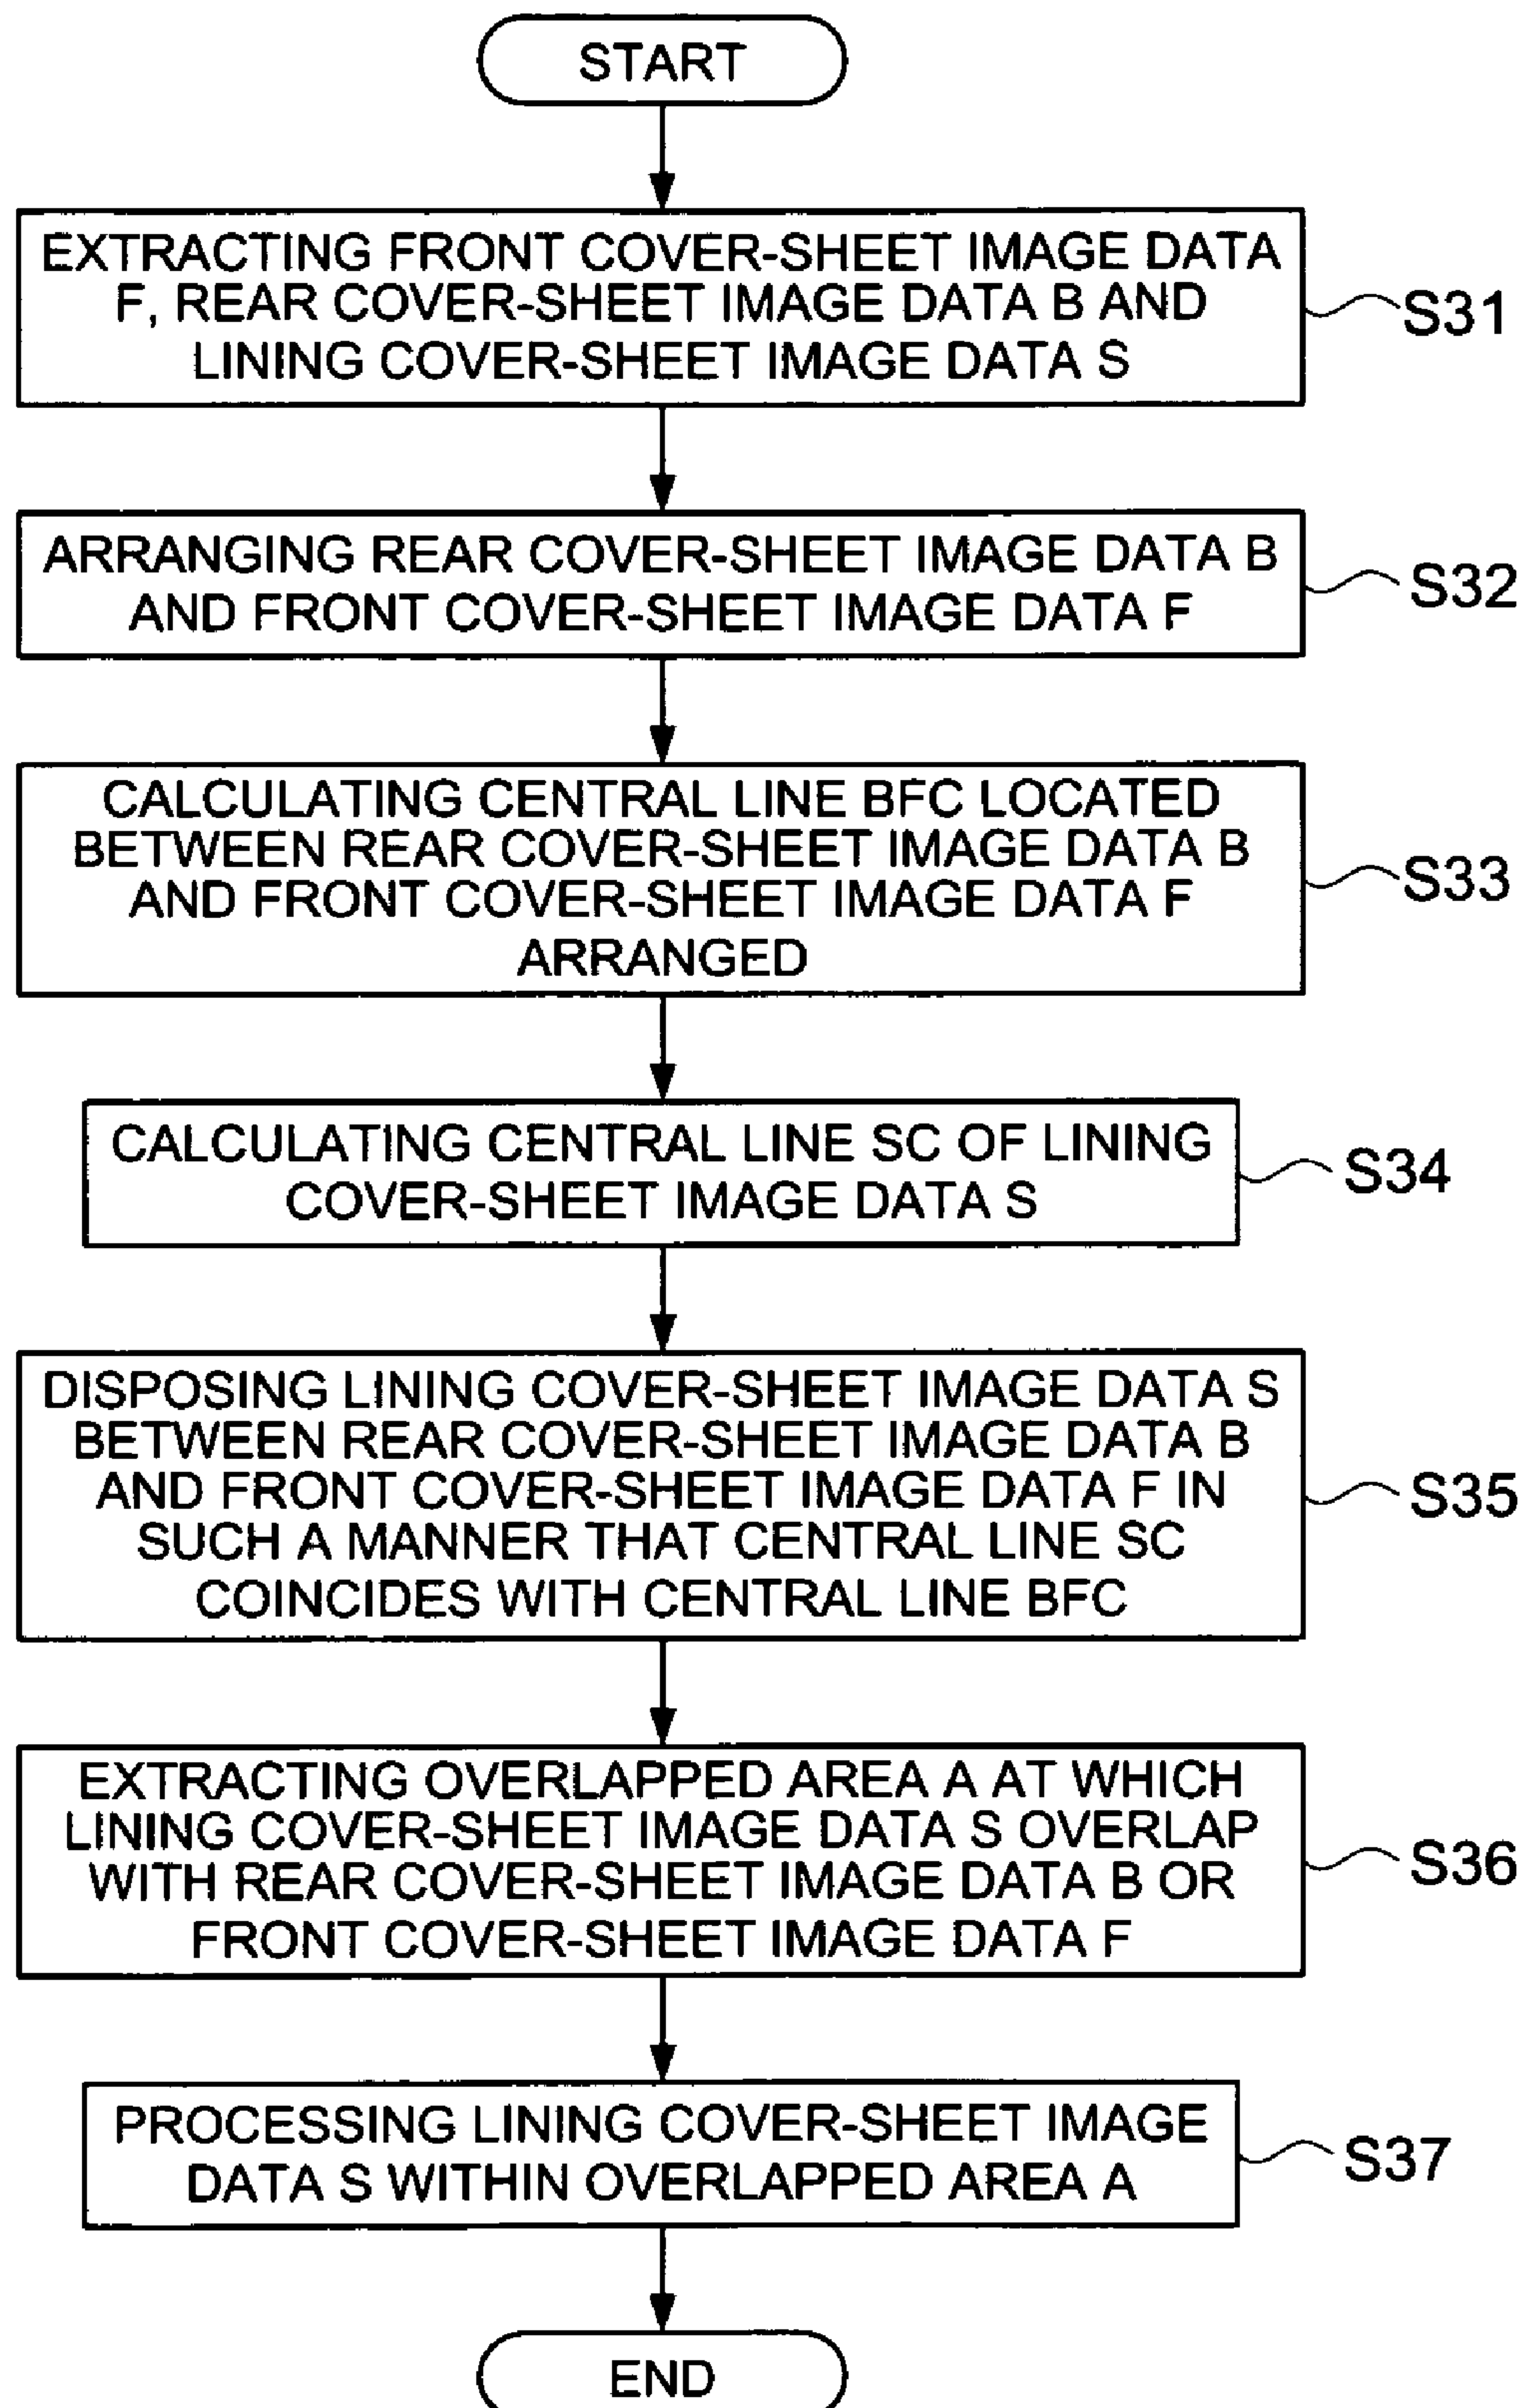 START
EXTRACTING FRONT COVER-SHEET IMAGE DATA
F, REAR COVER-SHEET IMAGE DATA B AND
LINING COVER-SHEET IMAGE DATA S
S31
ARRANGING REAR COVER-SHEET IMAGE DATA B
AND FRONT COVER-SHEET IMAGE DATA F
S32
CALCULATING CENTRAL LINE BFC LOCATED
BETWEEN REAR COVER-SHEET IMAGE DATA B
AND FRONT COVER-SHEET IMAGE DATA F
ARRANGED
S33
CALCULATING CENTRAL LINE SC OF LINING
COVER-SHEET IMAGE DATA S
S34
DISPOSING LINING COVER-SHEET IMAGE DATA S
BETWEEN REAR COVER-SHEET IMAGE DATA B
AND FRONT COVER-SHEET IMAGE DATA F IN
SUCH A MANNER THAT CENTRAL LINE SC
COINCIDES WITH CENTRAL LINE BFC
S35
EXTRACTING OVERLAPPED AREA A AT WHICH
LINING COVER-SHEET IMAGE DATA S OVERLAP
WITH REAR COVER-SHEET IMAGE DATA B OR
FRONT COVER-SHEET IMAGE DATA F
S36
PROCESSING LINING COVER-SHEET IMAGE
DATA S WITHIN OVERLAPPED AREA A
S37
END